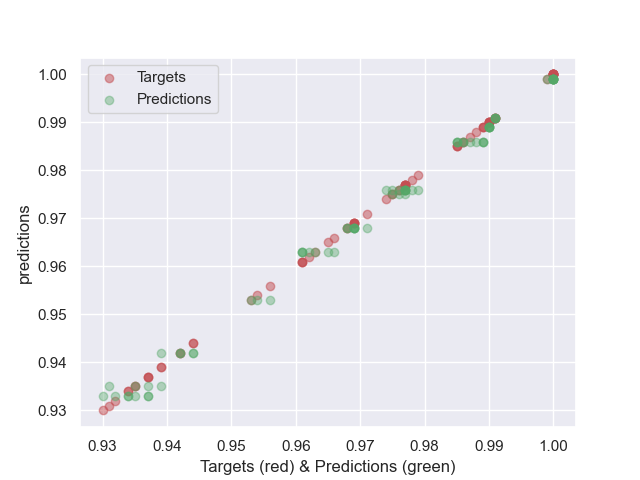 1.00
0.99
0.98
0.97
0.96
0.95
0.94
0.93
predictions
Targets
Predictions
0.93 0.94 0.95 0.96 0.97 0.98 0.99 1.00
Targets (red) & Predictions (green)